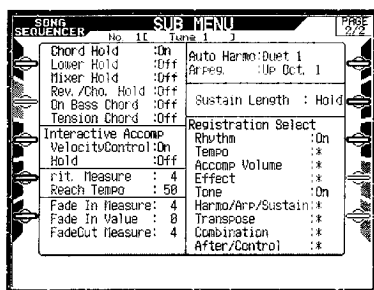 SONG SEQUENCER
SUB MENU
PAGE 2/2
No. 1[ Tune 1 ]
Chord Hold :On
Lower Hold :Off
Mixer Hold :Off
Rev./Cho. Hold :Off
On Bass Chord :Off
Tension Chord :Off
Interactive Accomp
VelocityControl:On
Hold :Off
rit. Measure : 4
Reach Tempo : 50
Fade In Measure: 4
Fade In Value : 0
FadeOut Measure: 4
Auto Harmo:Duet 1
Arpeg. :Up Oct. 1
Sustain Length : Hold
Registration Select
Rhythm :On
Tempo :*
Accomp Volume :*
Effect :*
Tone :On
Harmo/Arp/Sustain:*
Transpose :*
Combination :*
After/Control :*